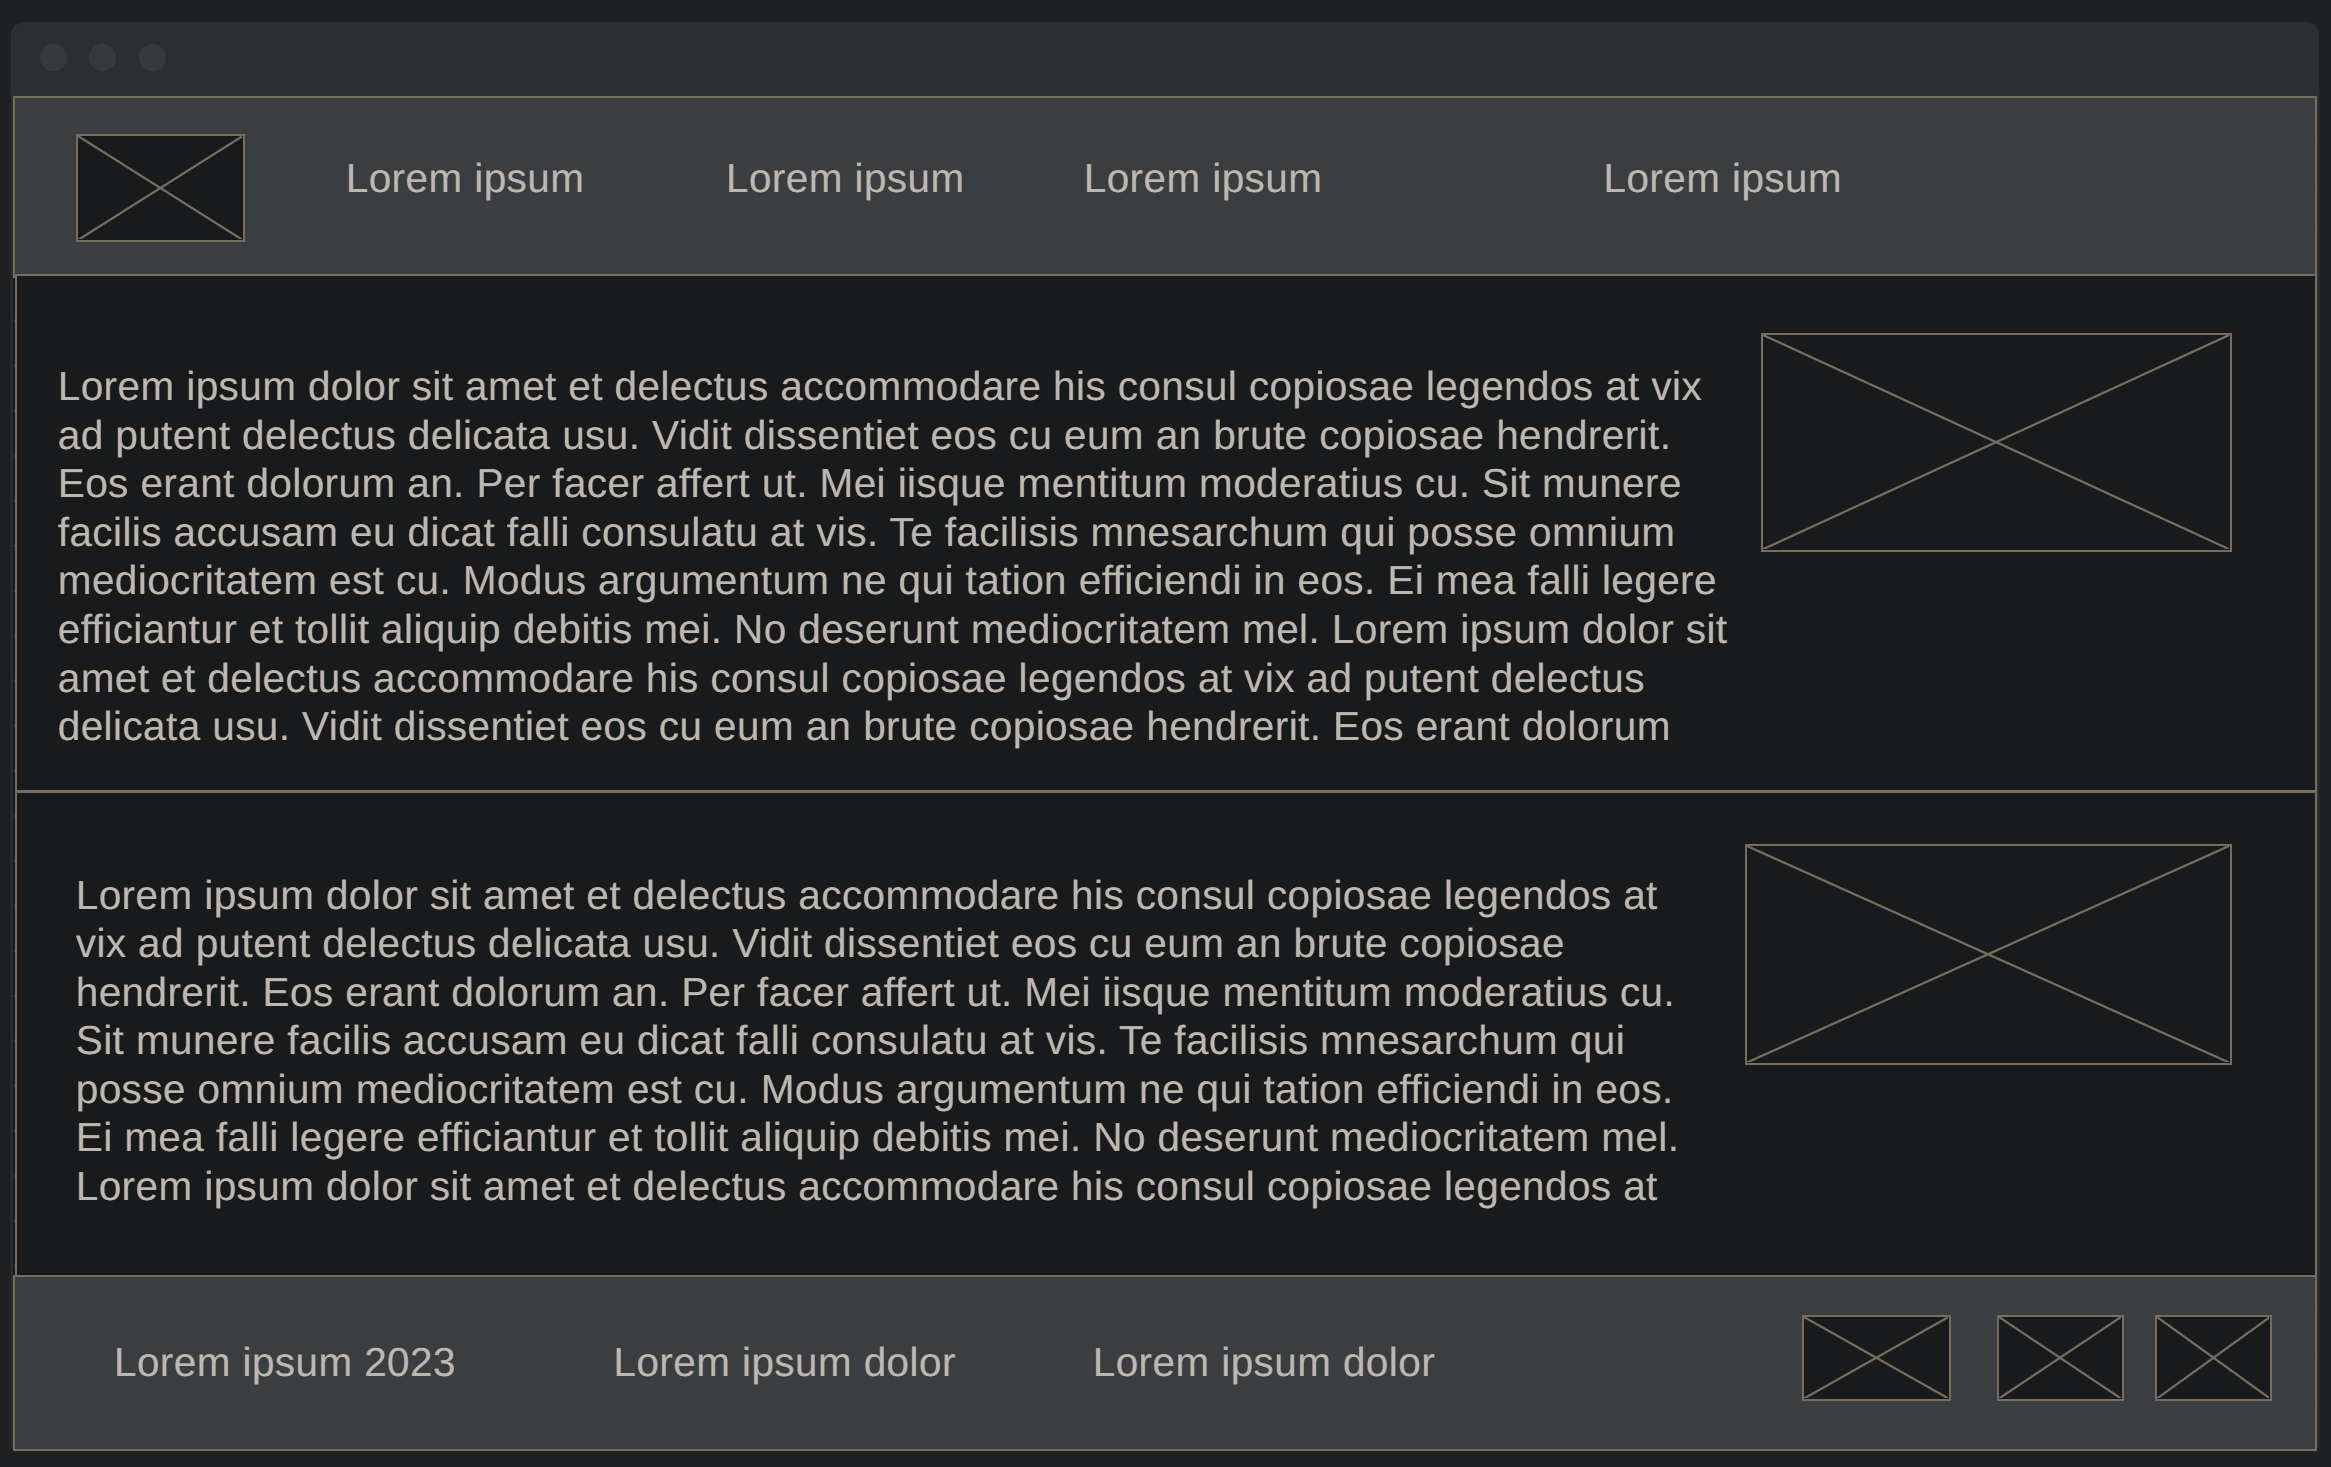 Lorem ipsum
Lorem ipsum
Lorem ipsum
Lorem ipsum
Lorem ipsum dolor sit amet et delectus accommodare his consul copiosae legendos at vix
ad putent delectus delicata usu. Vidit dissentiet eos cu eum an brute copiosae hendrerit.
Eos erant dolorum an. Per facer affert ut. Mei iisque mentitum moderatius cu. Sit munere
facilis accusam eu dicat falli consulatu at vis. Te facilisis mnesarchum qui posse omnium
mediocritatem est cu. Modus argumentum ne qui tation efficiendi in eos. Ei mea falli legere
efficiantur et tollit aliquip debitis mei. No deserunt mediocritatem mel. Lorem ipsum dolor sit
amet et delectus accommodare his consul copiosae legendos at vix ad putent delectus
delicata usu. Vidit dissentiet eos cu eum an brute copiosae hendrerit. Eos erant dolorum
Lorem ipsum dolor sit amet et delectus accommodare his consul copiosae legendos at
vix ad putent delectus delicata usu. Vidit dissentiet eos cu eum an brute copiosae
hendrerit. Eos erant dolorum an. Per facer affert ut. Mei iisque mentitum moderatius cu.
Sit munere facilis accusam eu dicat falli consulatu at vis. Te facilisis mnesarchum qui
posse omnium mediocritatem est cu. Modus argumentum ne qui tation efficiendi in eos.
Ei mea falli legere efficiantur et tollit aliquip debitis mei. No deserunt mediocritatem mel.
Lorem ipsum dolor sit amet et delectus accommodare his consul copiosae legendos at
Lorem ipsum 2023
Lorem ipsum dolor
Lorem ipsum dolor